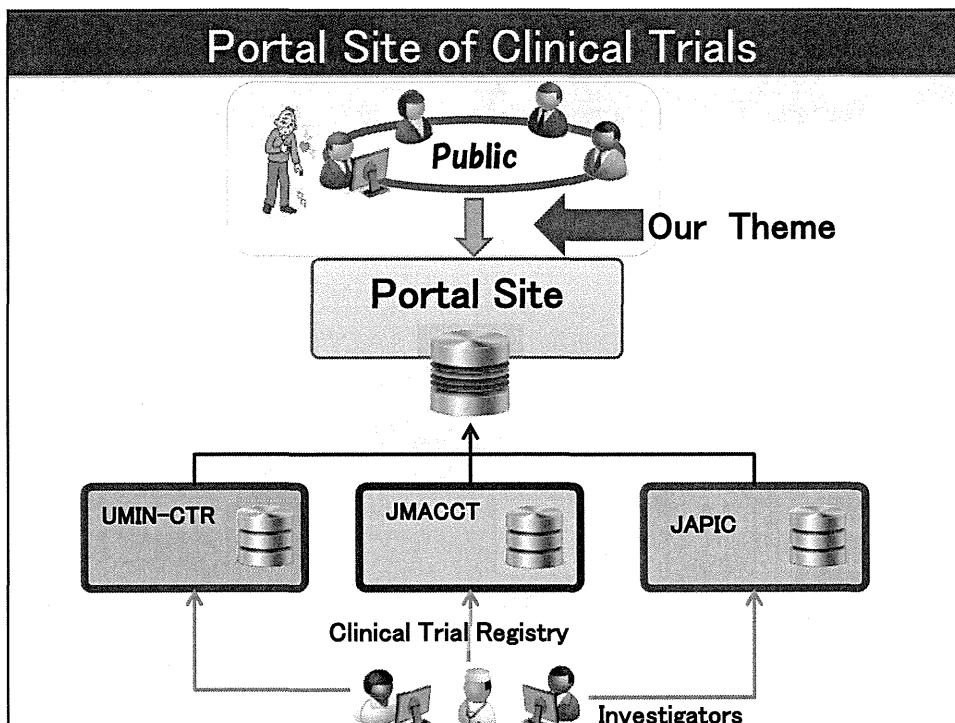 Portal Site of Clinical Trials
Public
Our Theme
Portal Site
UMIN-CTR
JMACCT
JAPIC
Clinical Trial Registry
Investigators